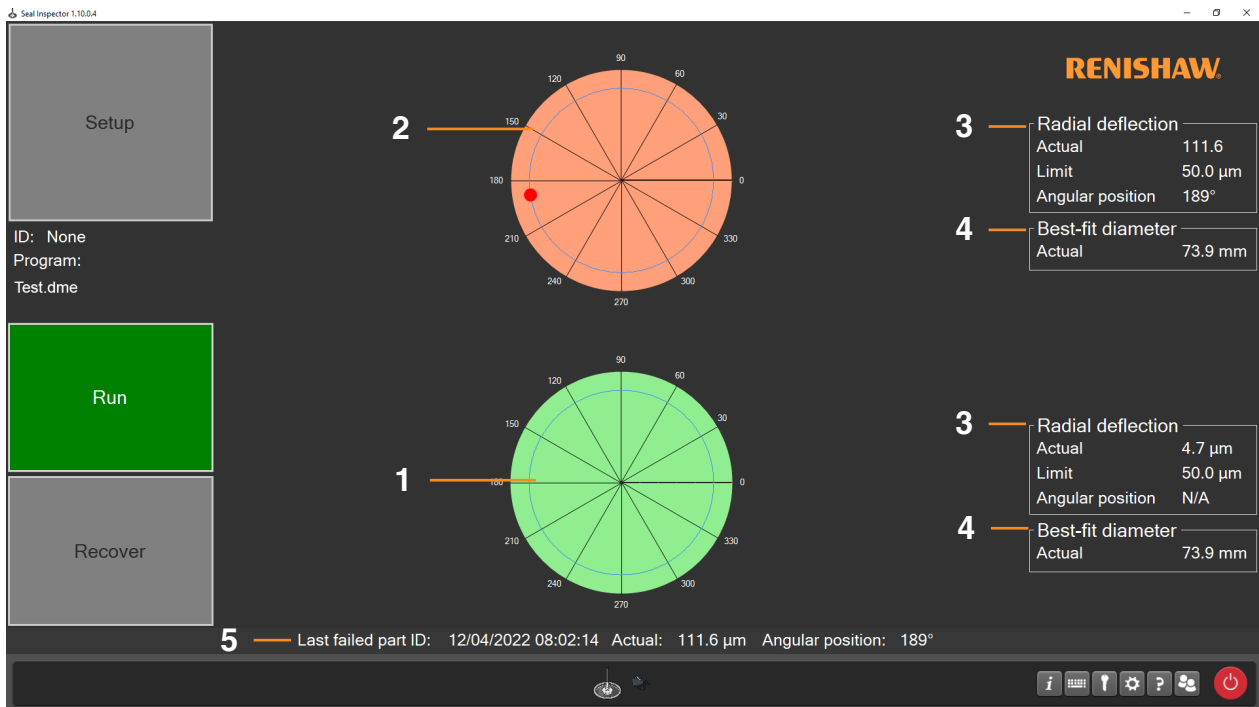 Seal Inspector 1.10.0.4
Setup
ID: None
Program:
Test.dme
Run
Recover
2
90
60
30
0
330
300
270
240
210
180
150
120
1
90
60
30
0
330
300
270
240
210
180
150
120
RENISHAW.
3
Radial deflection
Actual 111.6
Limit 50.0 µm
Angular position 189°
4
Best-fit diameter
Actual 73.9 mm
3
Radial deflection
Actual 4.7 µm
Limit 50.0 µm
Angular position N/A
4
Best-fit diameter
Actual 73.9 mm
5
Last failed part ID: 12/04/2022 08:02:14 Actual: 111.6 µm Angular position: 189°
i
?